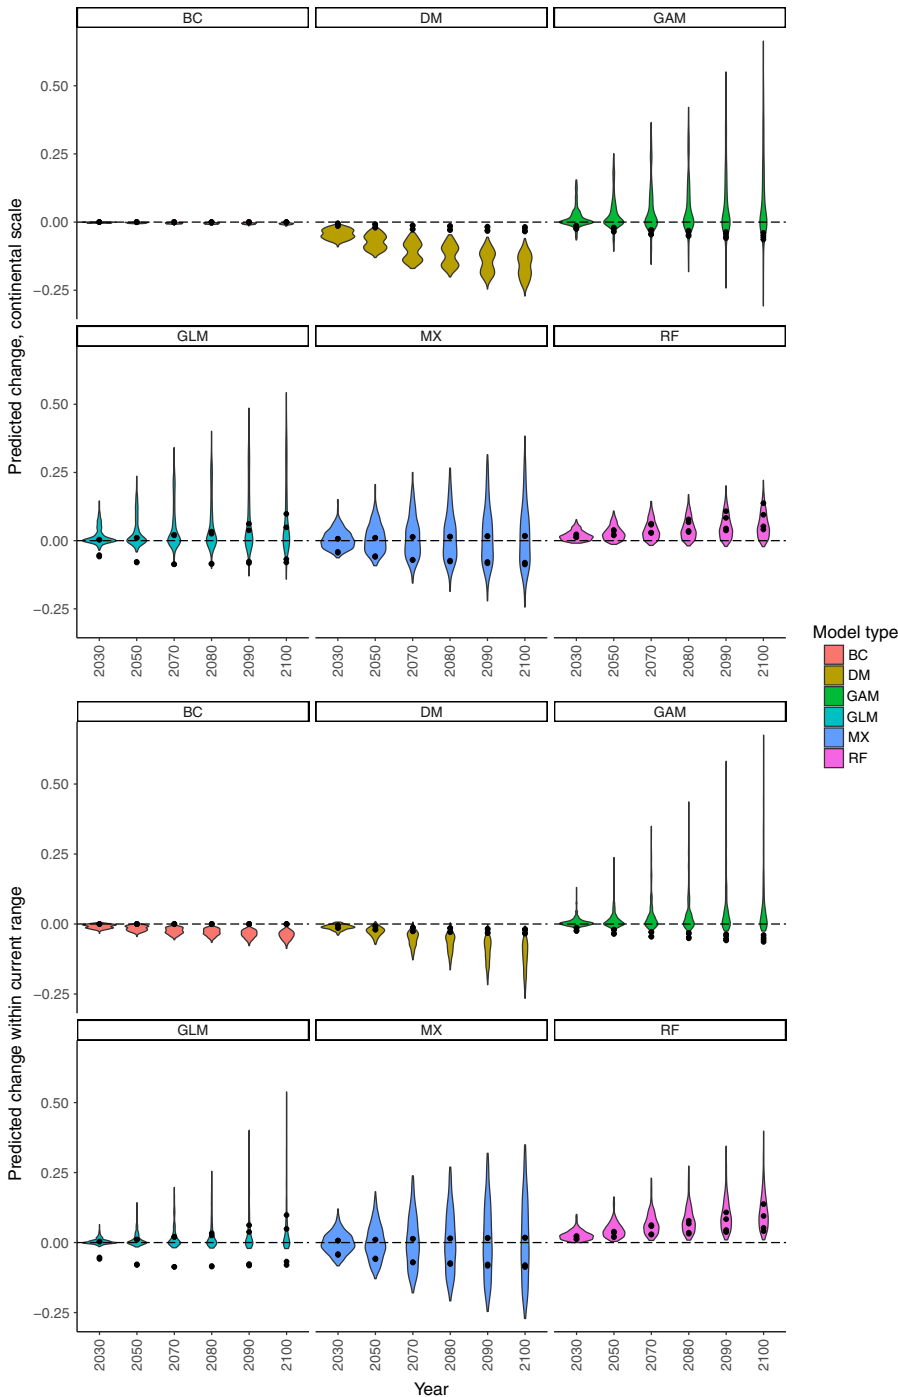 BC DM GAM
Predicted change, continental scale
0.50
0.25
0.00
−0.25
GLM MX RF
0.50
0.25
0.00
−0.25
2030 2050 2070 2080 2090 2100 2030 2050 2070 2080 2090 2100 2030 2050 2070 2080 2090 2100
Model type
BC
DM
GAM
GLM
MX
RF
BC DM GAM
Predicted change within current range
0.50
0.25
0.00
−0.25
GLM MX RF
0.50
0.25
0.00
−0.25
2030 2050 2070 2080 2090 2100 2030 2050 2070 2080 2090 2100 2030 2050 2070 2080 2090 2100
Year